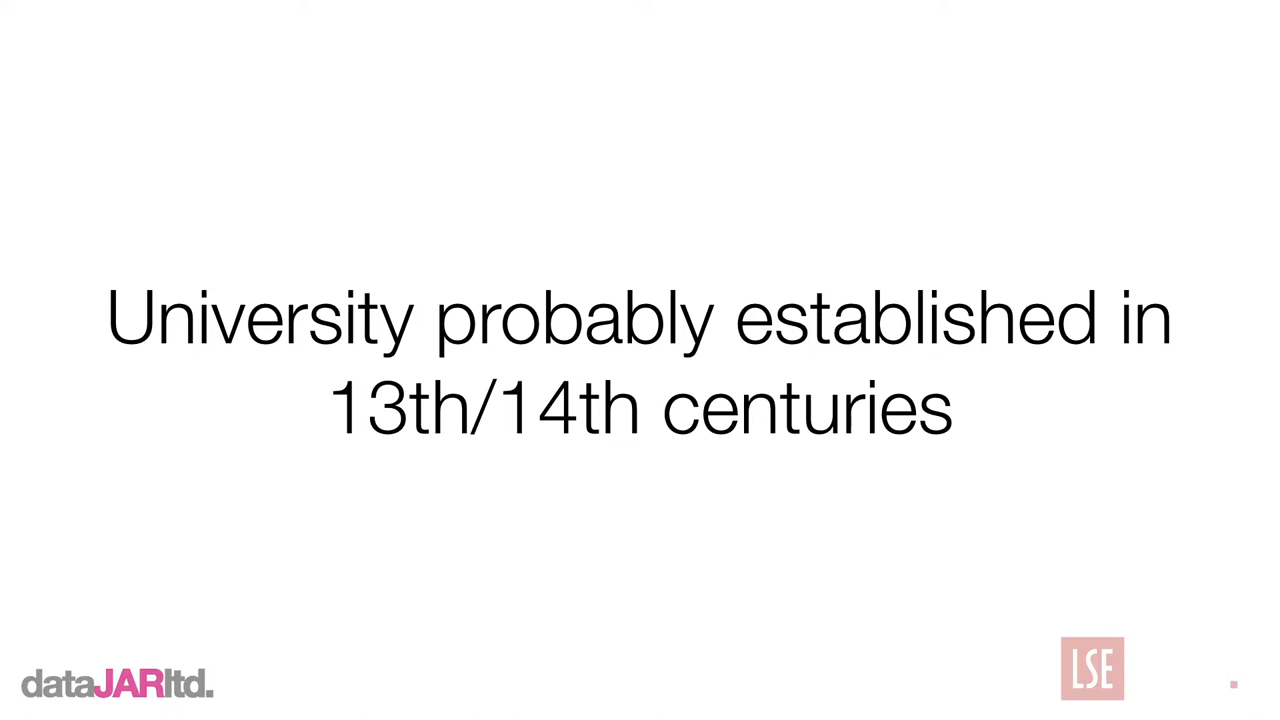 University probably established in
13th/14th centuries
dataJARltd.
LSE